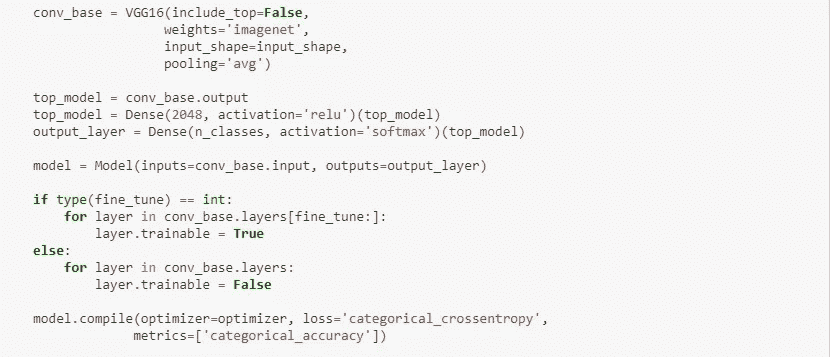 conv_base = VGG16(include_top=False,
                  weights='imagenet',
                  input_shape=input_shape,
                  pooling='avg')

top_model = conv_base.output
top_model = Dense(2048, activation='relu')(top_model)
output_layer = Dense(n_classes, activation='softmax')(top_model)

model = Model(inputs=conv_base.input, outputs=output_layer)

if type(fine_tune) == int:
    for layer in conv_base.layers[fine_tune:]:
        layer.trainable = True
else:
    for layer in conv_base.layers:
        layer.trainable = False

model.compile(optimizer=optimizer, loss='categorical_crossentropy',
              metrics=['categorical_accuracy'])